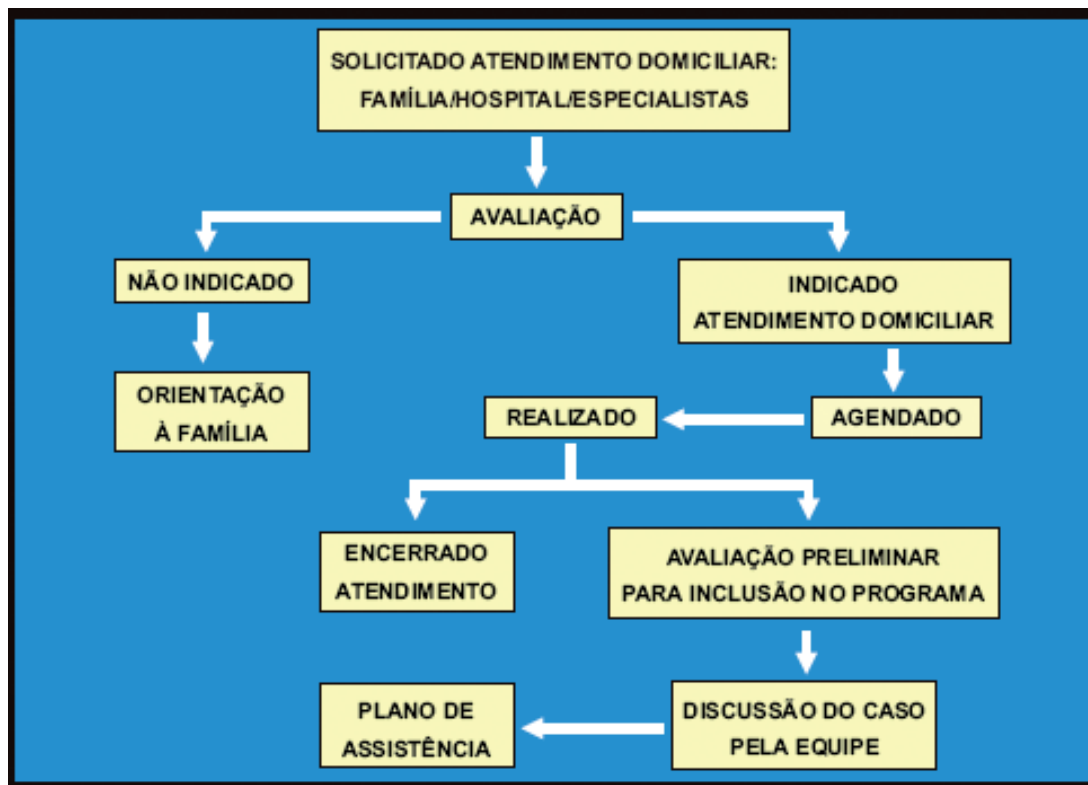 SOLICITADO ATENDIMENTO DOMICILIAR:
FAMÍLIA/HOSPITAL/ESPECIALISTAS
AVALIAÇÃO
NÃO INDICADO
INDICADO
ATENDIMENTO DOMICILIAR
ORIENTAÇÃO
À FAMÍLIA
REALIZADO
AGENDADO
ENCERRADO
ATENDIMENTO
AVALIAÇÃO PRELIMINAR
PARA INCLUSÃO NO PROGRAMA
PLANO DE
ASSISTÊNCIA
DISCUSSÃO DO CASO
PELA EQUIPE